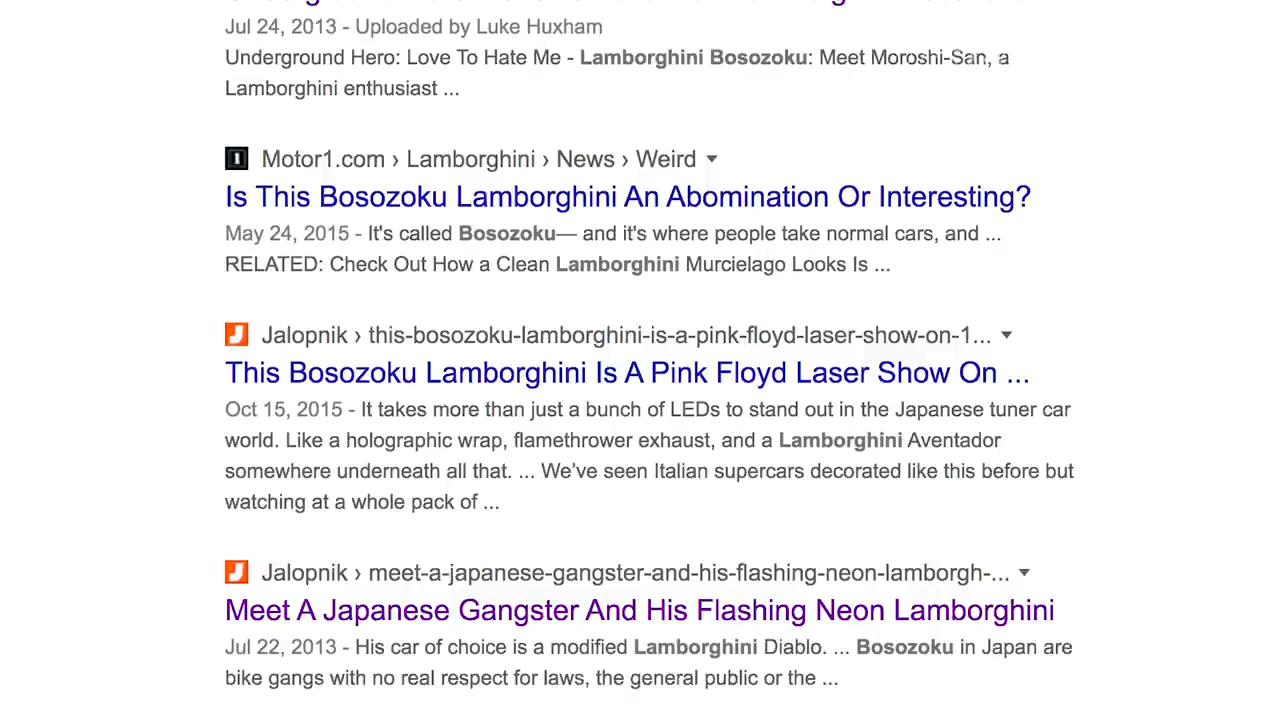 Jul 24, 2013 - Uploaded by Luke Huxham
Underground Hero: Love To Hate Me - Lamborghini Bosozoku: Meet Moroshi-San, a
Lamborghini enthusiast ...
Motor1.com › Lamborghini › News › Weird
Is This Bosozoku Lamborghini An Abomination Or Interesting?
May 24, 2015 - It's called Bosozoku— and it's where people take normal cars, and ...
RELATED: Check Out How a Clean Lamborghini Murcielago Looks Is ...
Jalopnik › this-bosozoku-lamborghini-is-a-pink-floyd-laser-show-on-1...
This Bosozoku Lamborghini Is A Pink Floyd Laser Show On ...
Oct 15, 2015 - It takes more than just a bunch of LEDs to stand out in the Japanese tuner car
world. Like a holographic wrap, flamethrower exhaust, and a Lamborghini Aventador
somewhere underneath all that. ... We've seen Italian supercars decorated like this before but
watching at a whole pack of ...
Jalopnik › meet-a-japanese-gangster-and-his-flashing-neon-lamborgh-...
Meet A Japanese Gangster And His Flashing Neon Lamborghini
Jul 22, 2013 - His car of choice is a modified Lamborghini Diablo. ... Bosozoku in Japan are
bike gangs with no real respect for laws, the general public or the ...